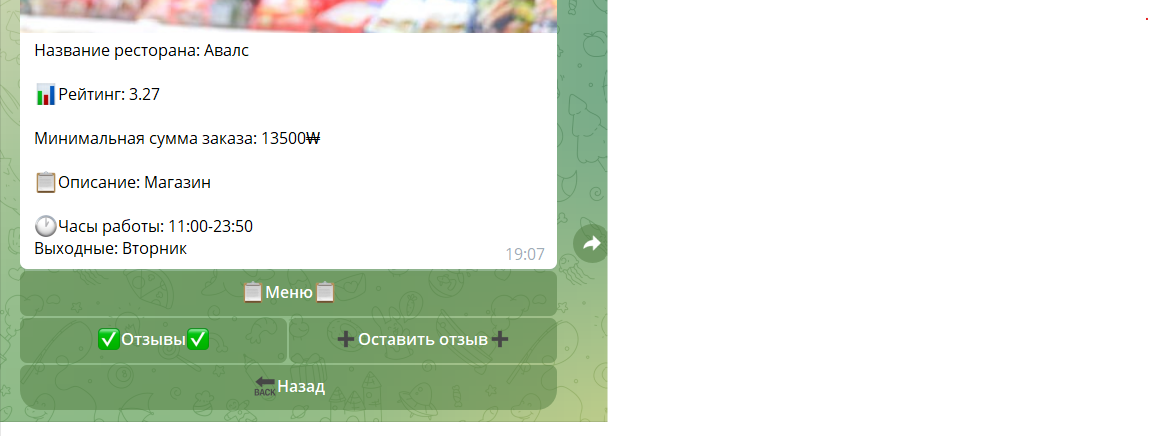 Название ресторана: Авалс
📊Рейтинг: 3.27
Минимальная сумма заказа: 13500₩
📋Описание: Магазин
🕐Часы работы: 11:00-23:50
Выходные: Вторник
19:07
📋Меню📋
✅Отзывы✅
➕Оставить отзыв➕
🔙Назад